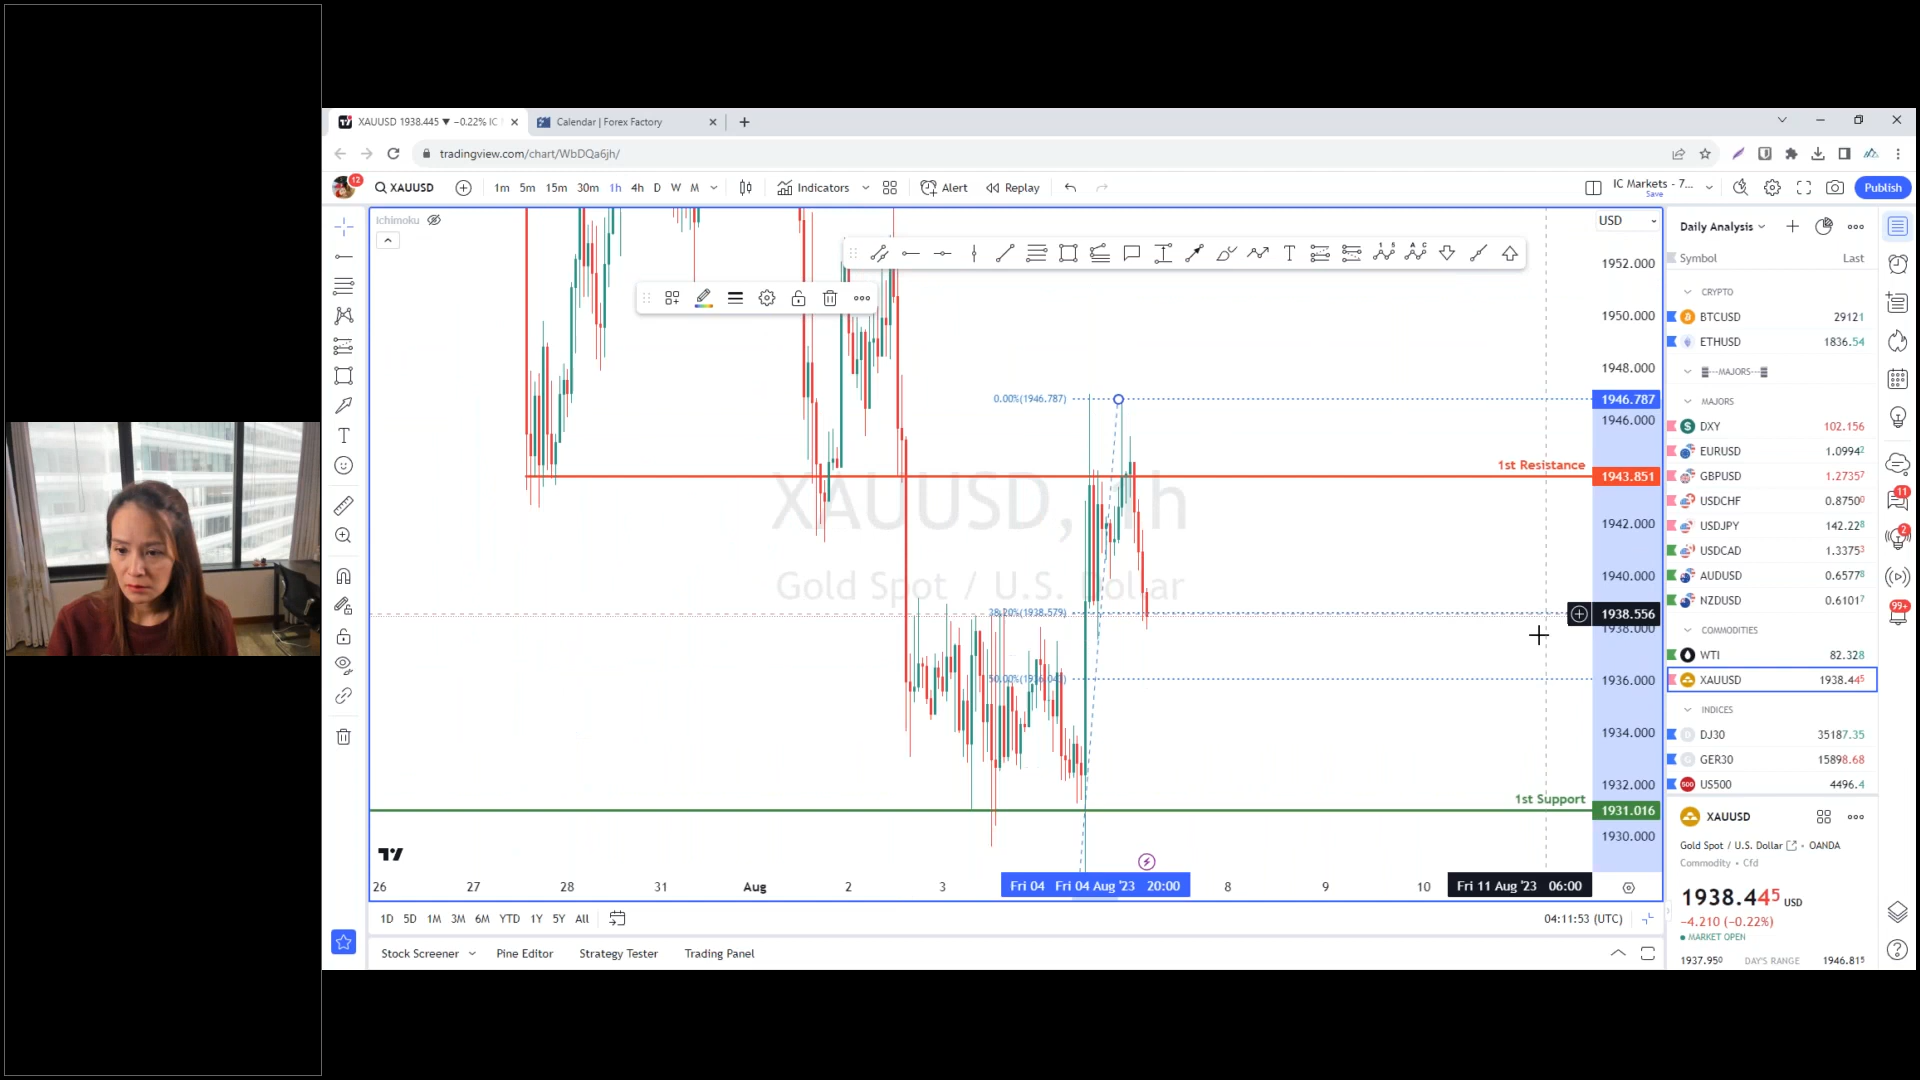 XAUUSD 1938.445 ▼ −0.22% IC
Calendar | Forex Factory
tradingview.com/chart/WbDQa6jh/
12
XAUUSD
1m 5m 15m 30m 1h 4h D W M
Indicators
Alert
Replay
IC Markets - 7...
Save
Publish
Ichimoku
USD
XAUUSD, 1h
Gold Spot / U.S. Dollar
0.00%(1946.787)
38.20%(1938.579)
1st Resistance
1st Support
1952.000
1950.000
1948.000
1946.787
1946.000
1943.851
1942.000
1940.000
1938.556
1938.000
1936.000
1934.000
1932.000
1931.016
1930.000
26 27 28 31 Aug 2 3 Fri 04 Fri 04 Aug '23 20:00 8 9 10 Fri 11 Aug '23 06:00
1D 5D 1M 3M 6M YTD 1Y 5Y All
04:11:53 (UTC)
Stock Screener Pine Editor Strategy Tester Trading Panel
Daily Analysis
Symbol Last
CRYPTO
BTCUSD 29121
ETHUSD 1836.54
---MAJORS---
MAJORS
DXY 102.156
EURUSD 1.09942
GBPUSD 1.27357
USDCHF 0.87500
USDJPY 142.228
USDCAD 1.33753
AUDUSD 0.65778
NZDUSD 0.61017
COMMODITIES
WTI 82.328
XAUUSD 1938.445
INDICES
DJ30 35187.35
GER30 15898.68
US500 4496.4
XAUUSD
Gold Spot / U.S. Dollar • OANDA
Commodity • Cfd
1938.445 USD
−4.210 (−0.22%)
MARKET OPEN
1937.950 DAY'S RANGE 1946.815
11
2
99+